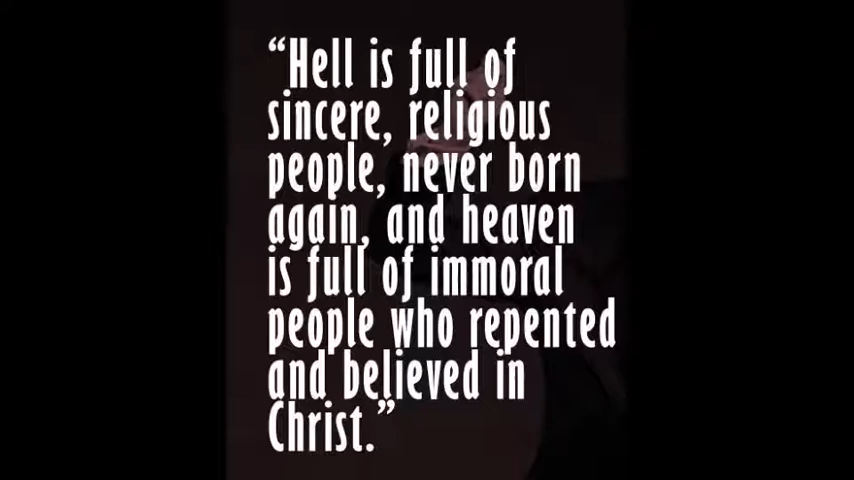 “Hell is full of
sincere, religious
people, never born
again, and heaven
is full of immoral
people who repented
and believed in
Christ.”